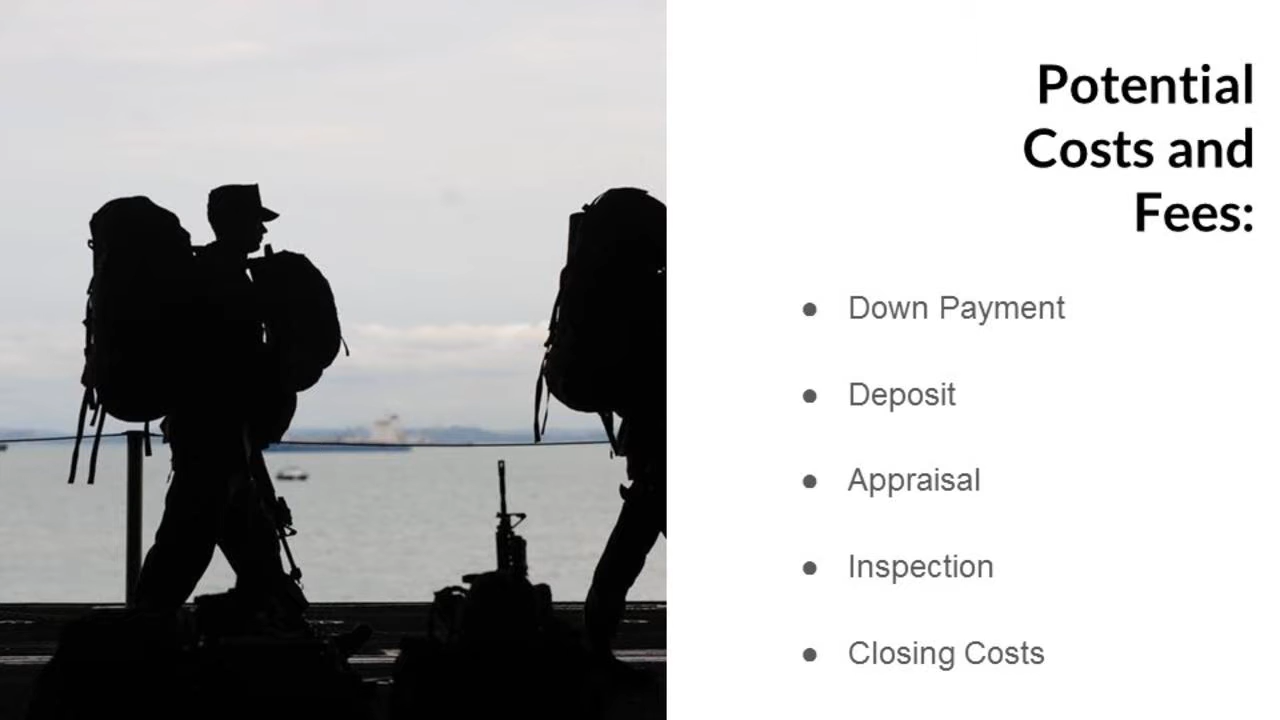 Potential
Costs and
Fees:
● Down Payment
● Deposit
● Appraisal
● Inspection
● Closing Costs